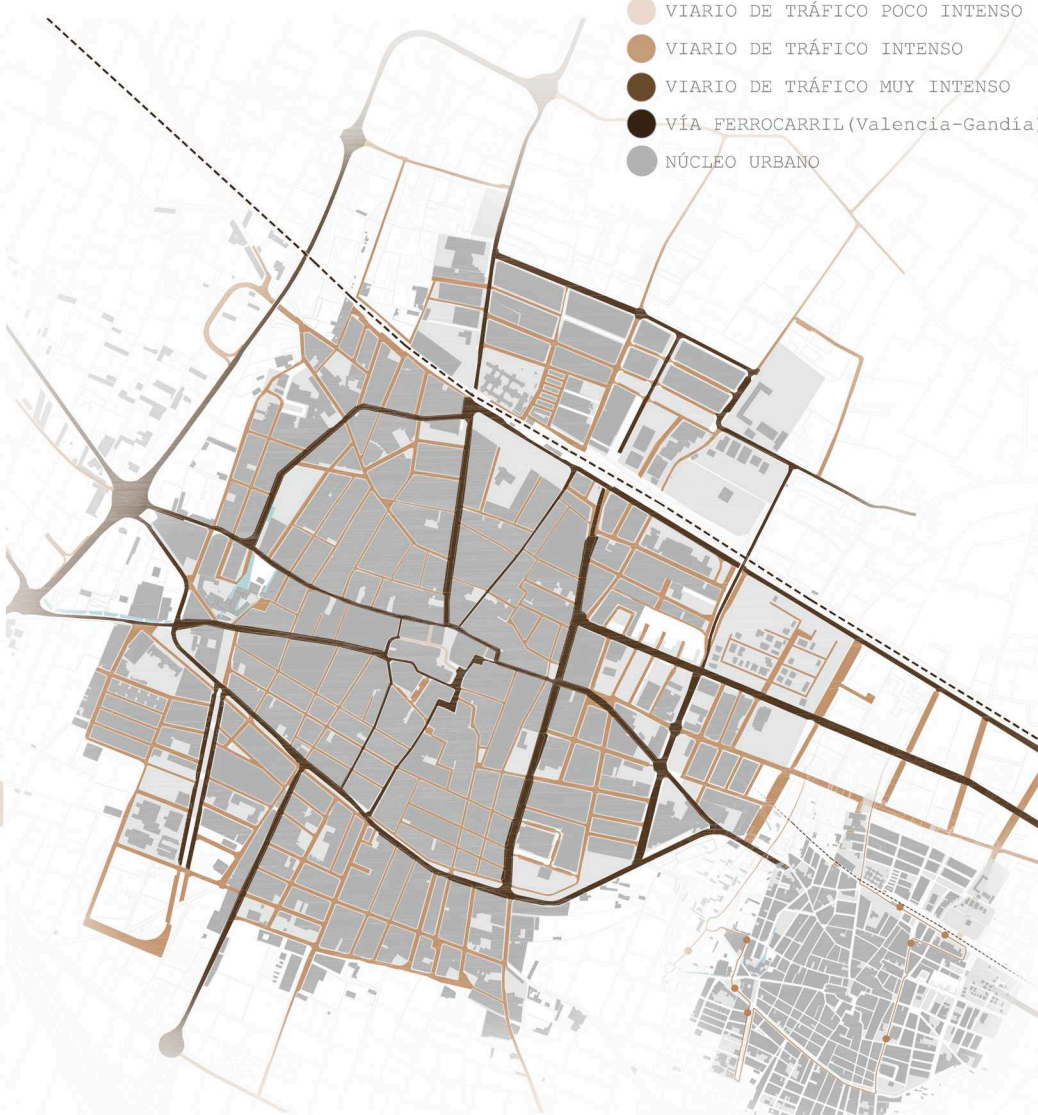 VIARIO DE TRÁFICO POCO INTENSO
VIARIO DE TRÁFICO INTENSO
VIARIO DE TRÁFICO MUY INTENSO
VÍA FERROCARRIL(Valencia-Gandía)
NÚCLEO URBANO